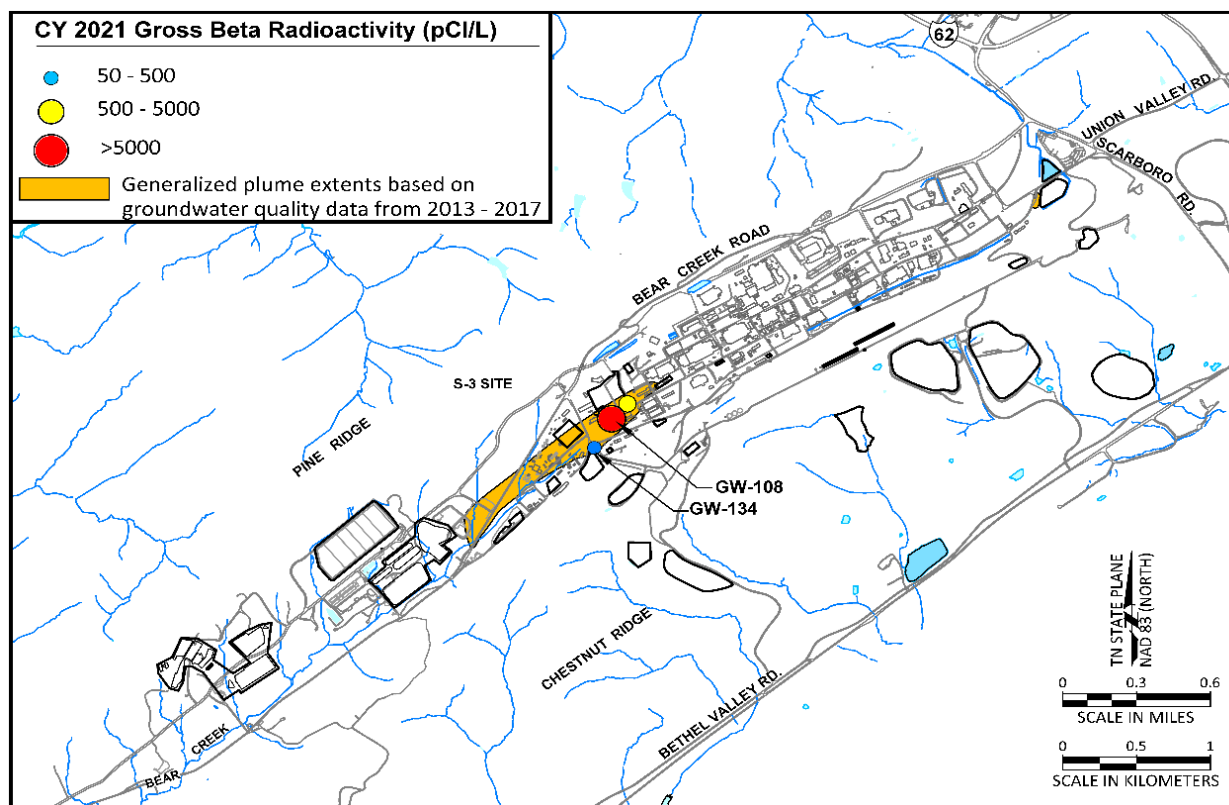 CY 2021 Gross Beta Radioactivity (pCI/L)
50 - 500
500 - 5000
>5000
Generalized plume extents based on
groundwater quality data from 2013 - 2017
62
UNION VALLEY RD.
SCARBORO RD.
BEAR CREEK ROAD
S-3 SITE
PINE RIDGE
GW-108
GW-134
CHESTNUT RIDGE
BETHEL VALLEY RD.
BEAR CREEK
TN STATE PLANE
NAD 83 (NORTH)
0 0.3 0.6
SCALE IN MILES
0 0.5 1
SCALE IN KILOMETERS